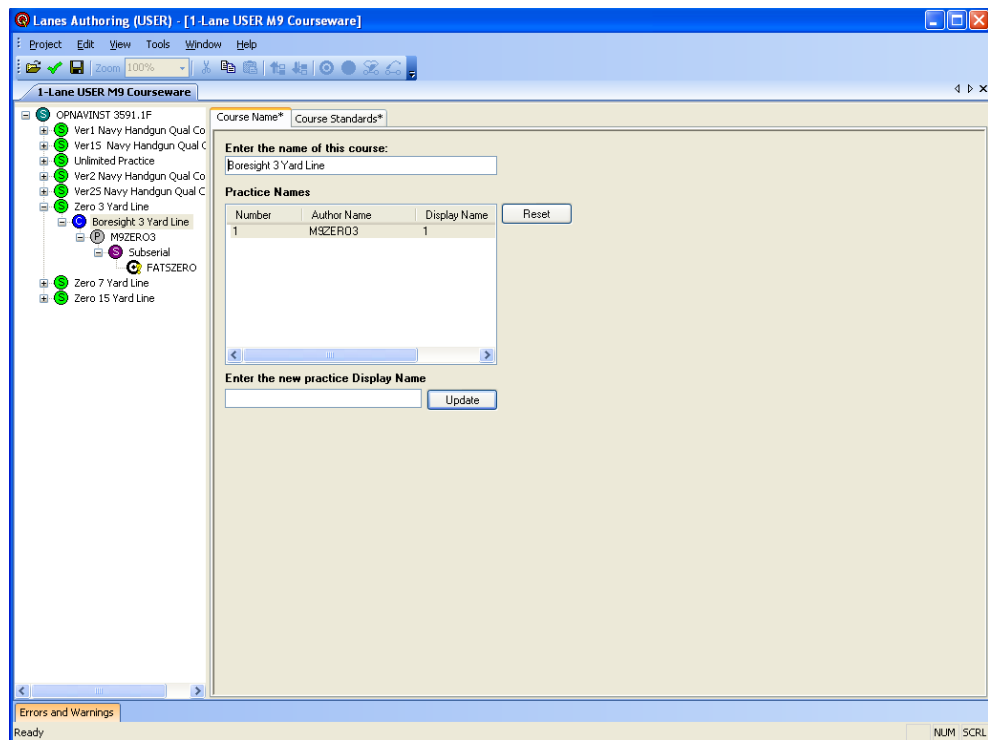 Lanes Authoring (USER) - [1-Lane USER M9 Courseware]
Project Edit View Tools Window Help
Zoom 100%
1-Lane USER M9 Courseware
OPNAVINST 3591.1F
Ver1 Navy Handgun Qual Co
Ver1S Navy Handgun Qual C
Unlimited Practice
Ver2 Navy Handgun Qual Co
Ver2S Navy Handgun Qual C
Zero 3 Yard Line
C Boresight 3 Yard Line
P M9ZERO3
S Subserial
FATSZERO
Zero 7 Yard Line
Zero 15 Yard Line
Course Name* Course Standards*
Enter the name of this course:
Boresight 3 Yard Line
Practice Names
Number Author Name Display Name Reset
1 M9ZERO3 1
Enter the new practice Display Name
Update
Errors and Warnings
Ready NUM SCRL